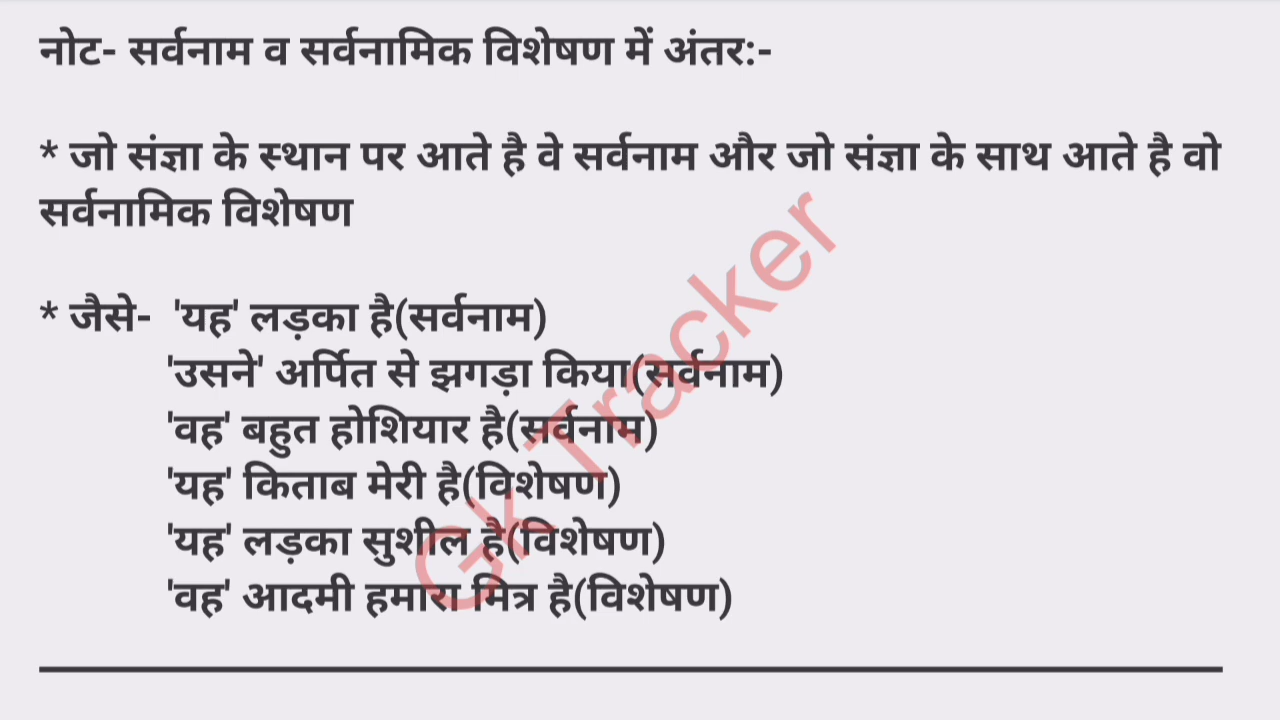 नोट- सर्वनाम व सर्वनामिक विशेषण में अंतर:-
* जो संज्ञा के स्थान पर आते है वे सर्वनाम और जो संज्ञा के साथ आते है वो
सर्वनामिक विशेषण
* जैसे- 'यह' लड़का है(सर्वनाम)
'उसने' अर्पित से झगड़ा किया(सर्वनाम)
'वह' बहुत होशियार है(सर्वनाम)
'यह' किताब मेरी है(विशेषण)
'यह' लड़का सुशील है(विशेषण)
'वह' आदमी हमारा मित्र है(विशेषण)
Gk Tracker